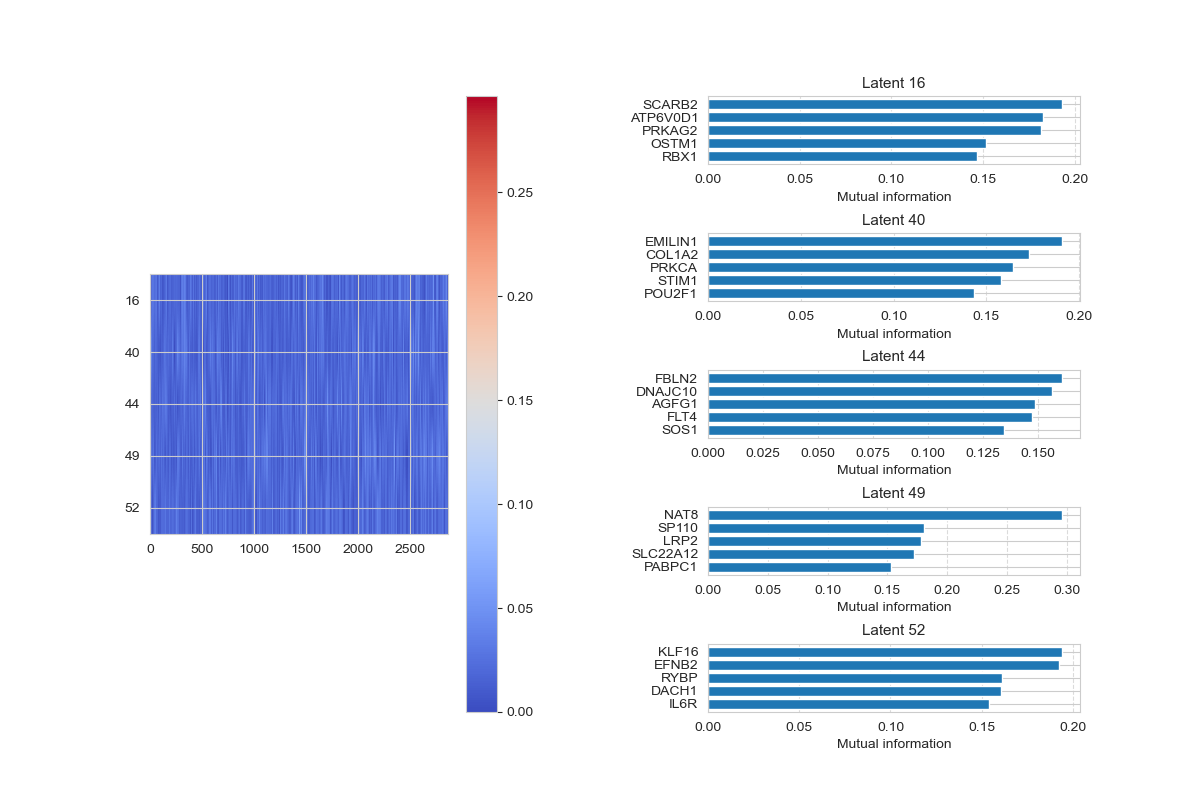 16
40
44
49
52
0 500 1000 1500 2000 2500
0.25
0.20
0.15
0.10
0.05
0.00
Latent 16
SCARB2
ATP6V0D1
PRKAG2
OSTM1
RBX1
0.00 0.05 0.10 0.15 0.20
Mutual information
Latent 40
EMILIN1
COL1A2
PRKCA
STIM1
POU2F1
0.00 0.05 0.10 0.15 0.20
Mutual information
Latent 44
FBLN2
DNAJC10
AGFG1
FLT4
SOS1
0.000 0.025 0.050 0.075 0.100 0.125 0.150
Mutual information
Latent 49
NAT8
SP110
LRP2
SLC22A12
PABPC1
0.00 0.05 0.10 0.15 0.20 0.25 0.30
Mutual information
Latent 52
KLF16
EFNB2
RYBP
DACH1
IL6R
0.00 0.05 0.10 0.15 0.20
Mutual information